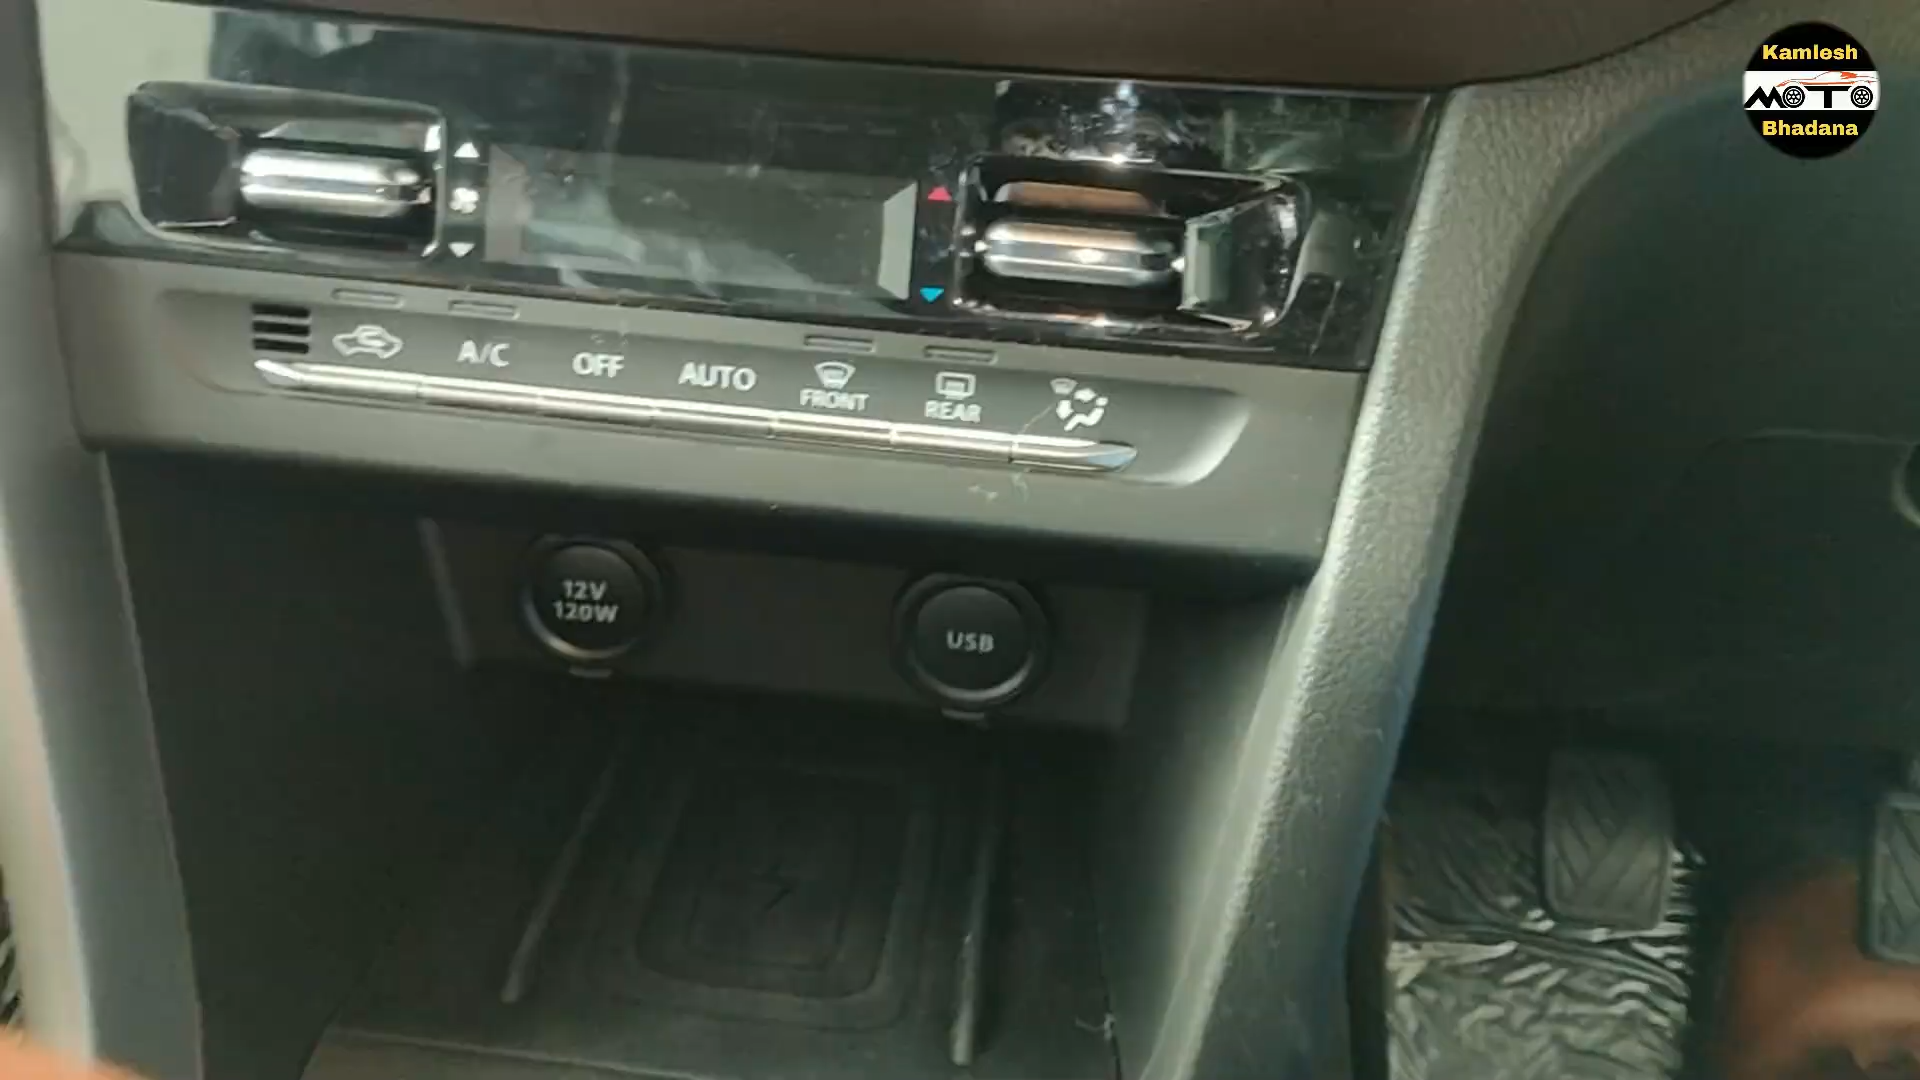 Kamlesh
MOTO
Bhadana
A/C
OFF
AUTO
FRONT
REAR
12V
120W
USB